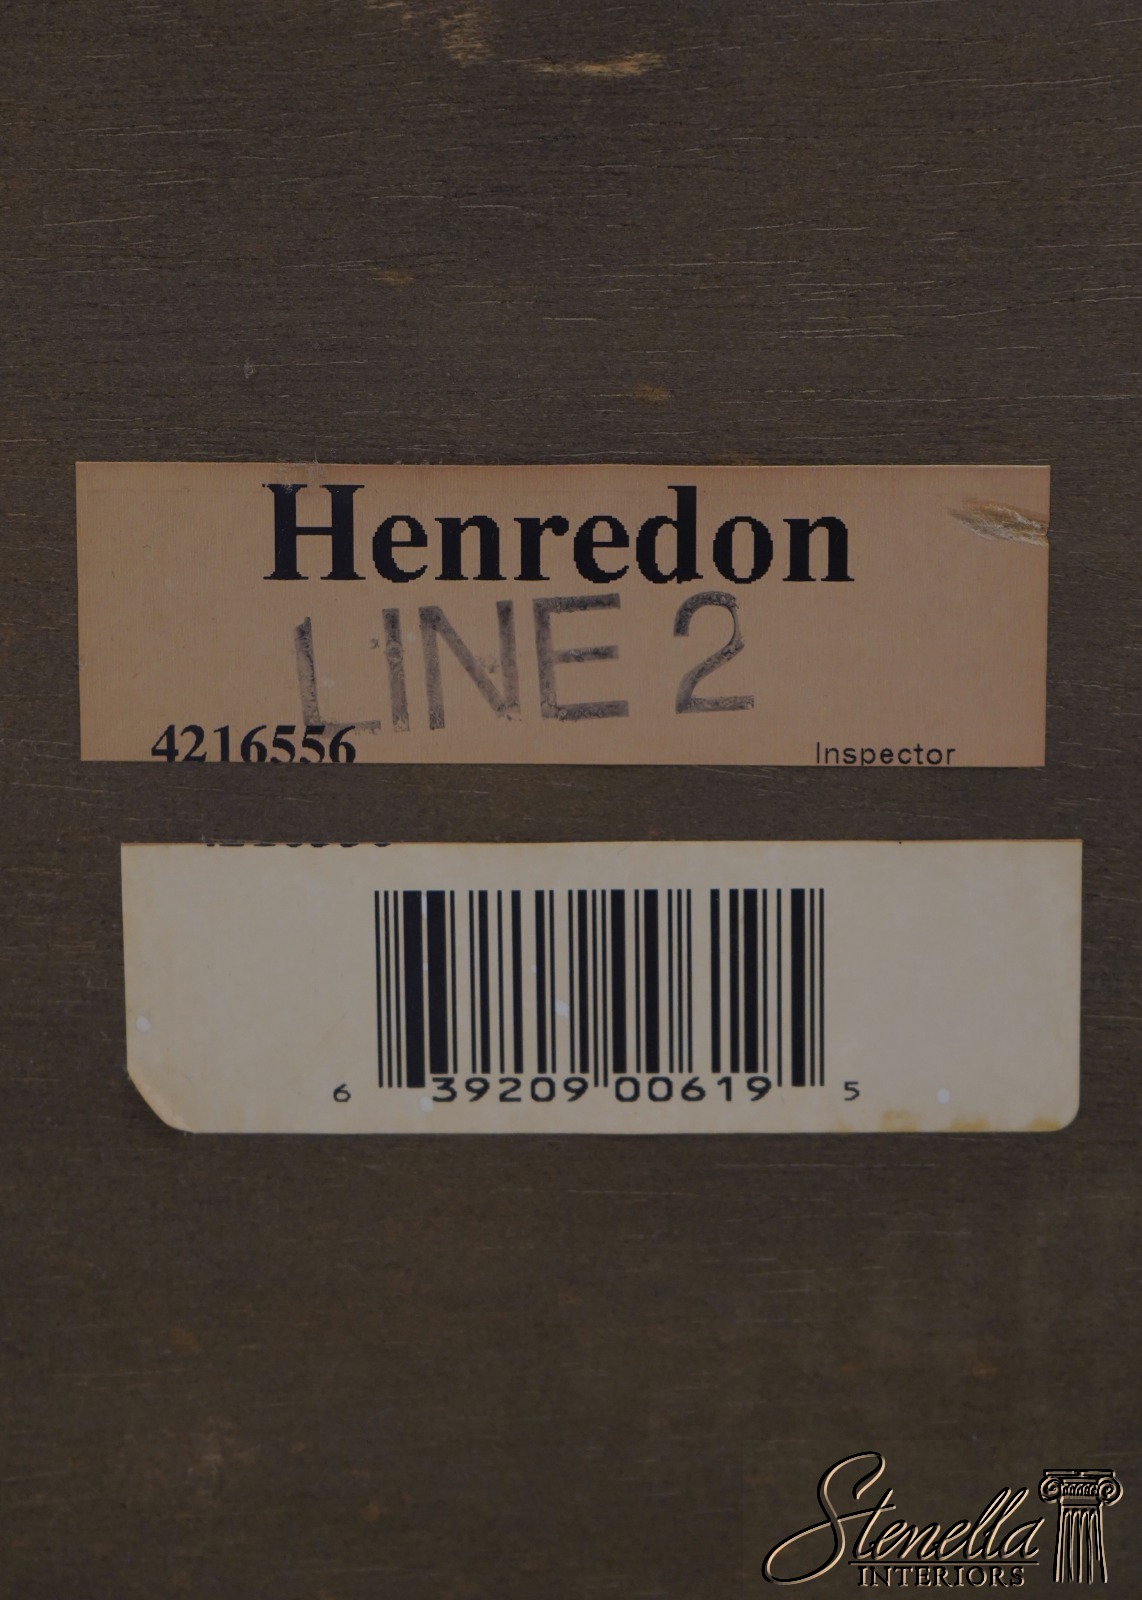 Henredon
LINE 2
4216556
Inspector
6 39209 00619 5
Stenella
INTERIORS